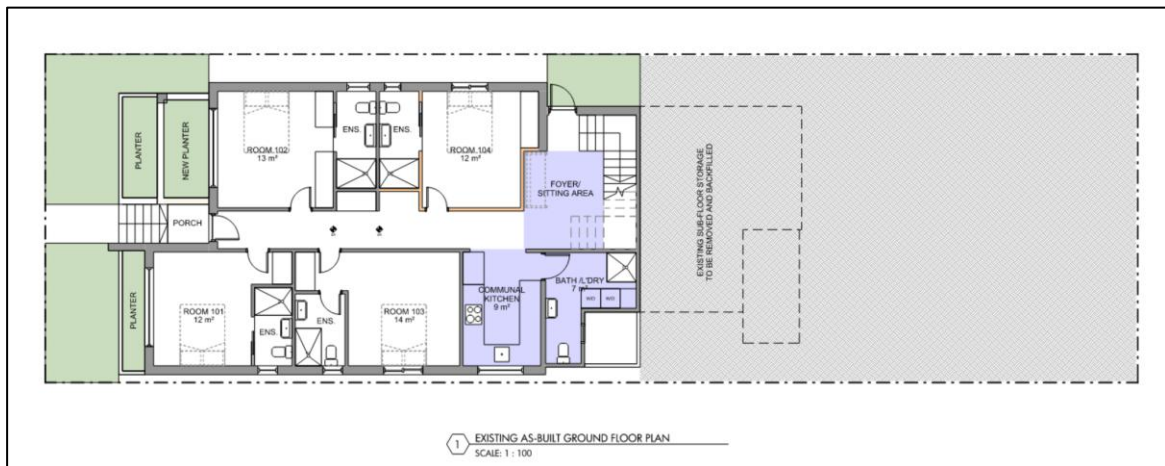 ROOM 102
13 m²
ENS.
ENS.
ROOM 104
12 m²
PLANTER
NEW PLANTER
FOYER/
SITTING AREA
PORCH
EXISTING SUB-FLOOR STORAGE
TO BE REMOVED AND BACKFILLED
PLANTER
ROOM 101
12 m²
ENS.
ENS.
ROOM 103
14 m²
COMMUNAL
KITCHEN
9 m²
BATH /L'DRY
7 m²
1
EXISTING AS-BUILT GROUND FLOOR PLAN
SCALE: 1 : 100